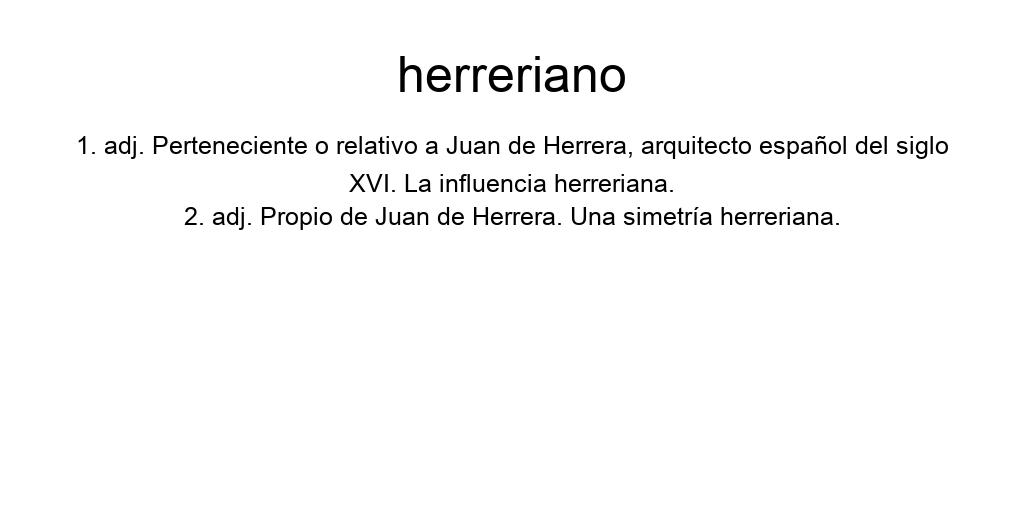 herreriano
1. adj. Perteneciente o relativo a Juan de Herrera, arquitecto español del siglo
XVI. La influencia herreriana.
2. adj. Propio de Juan de Herrera. Una simetría herreriana.